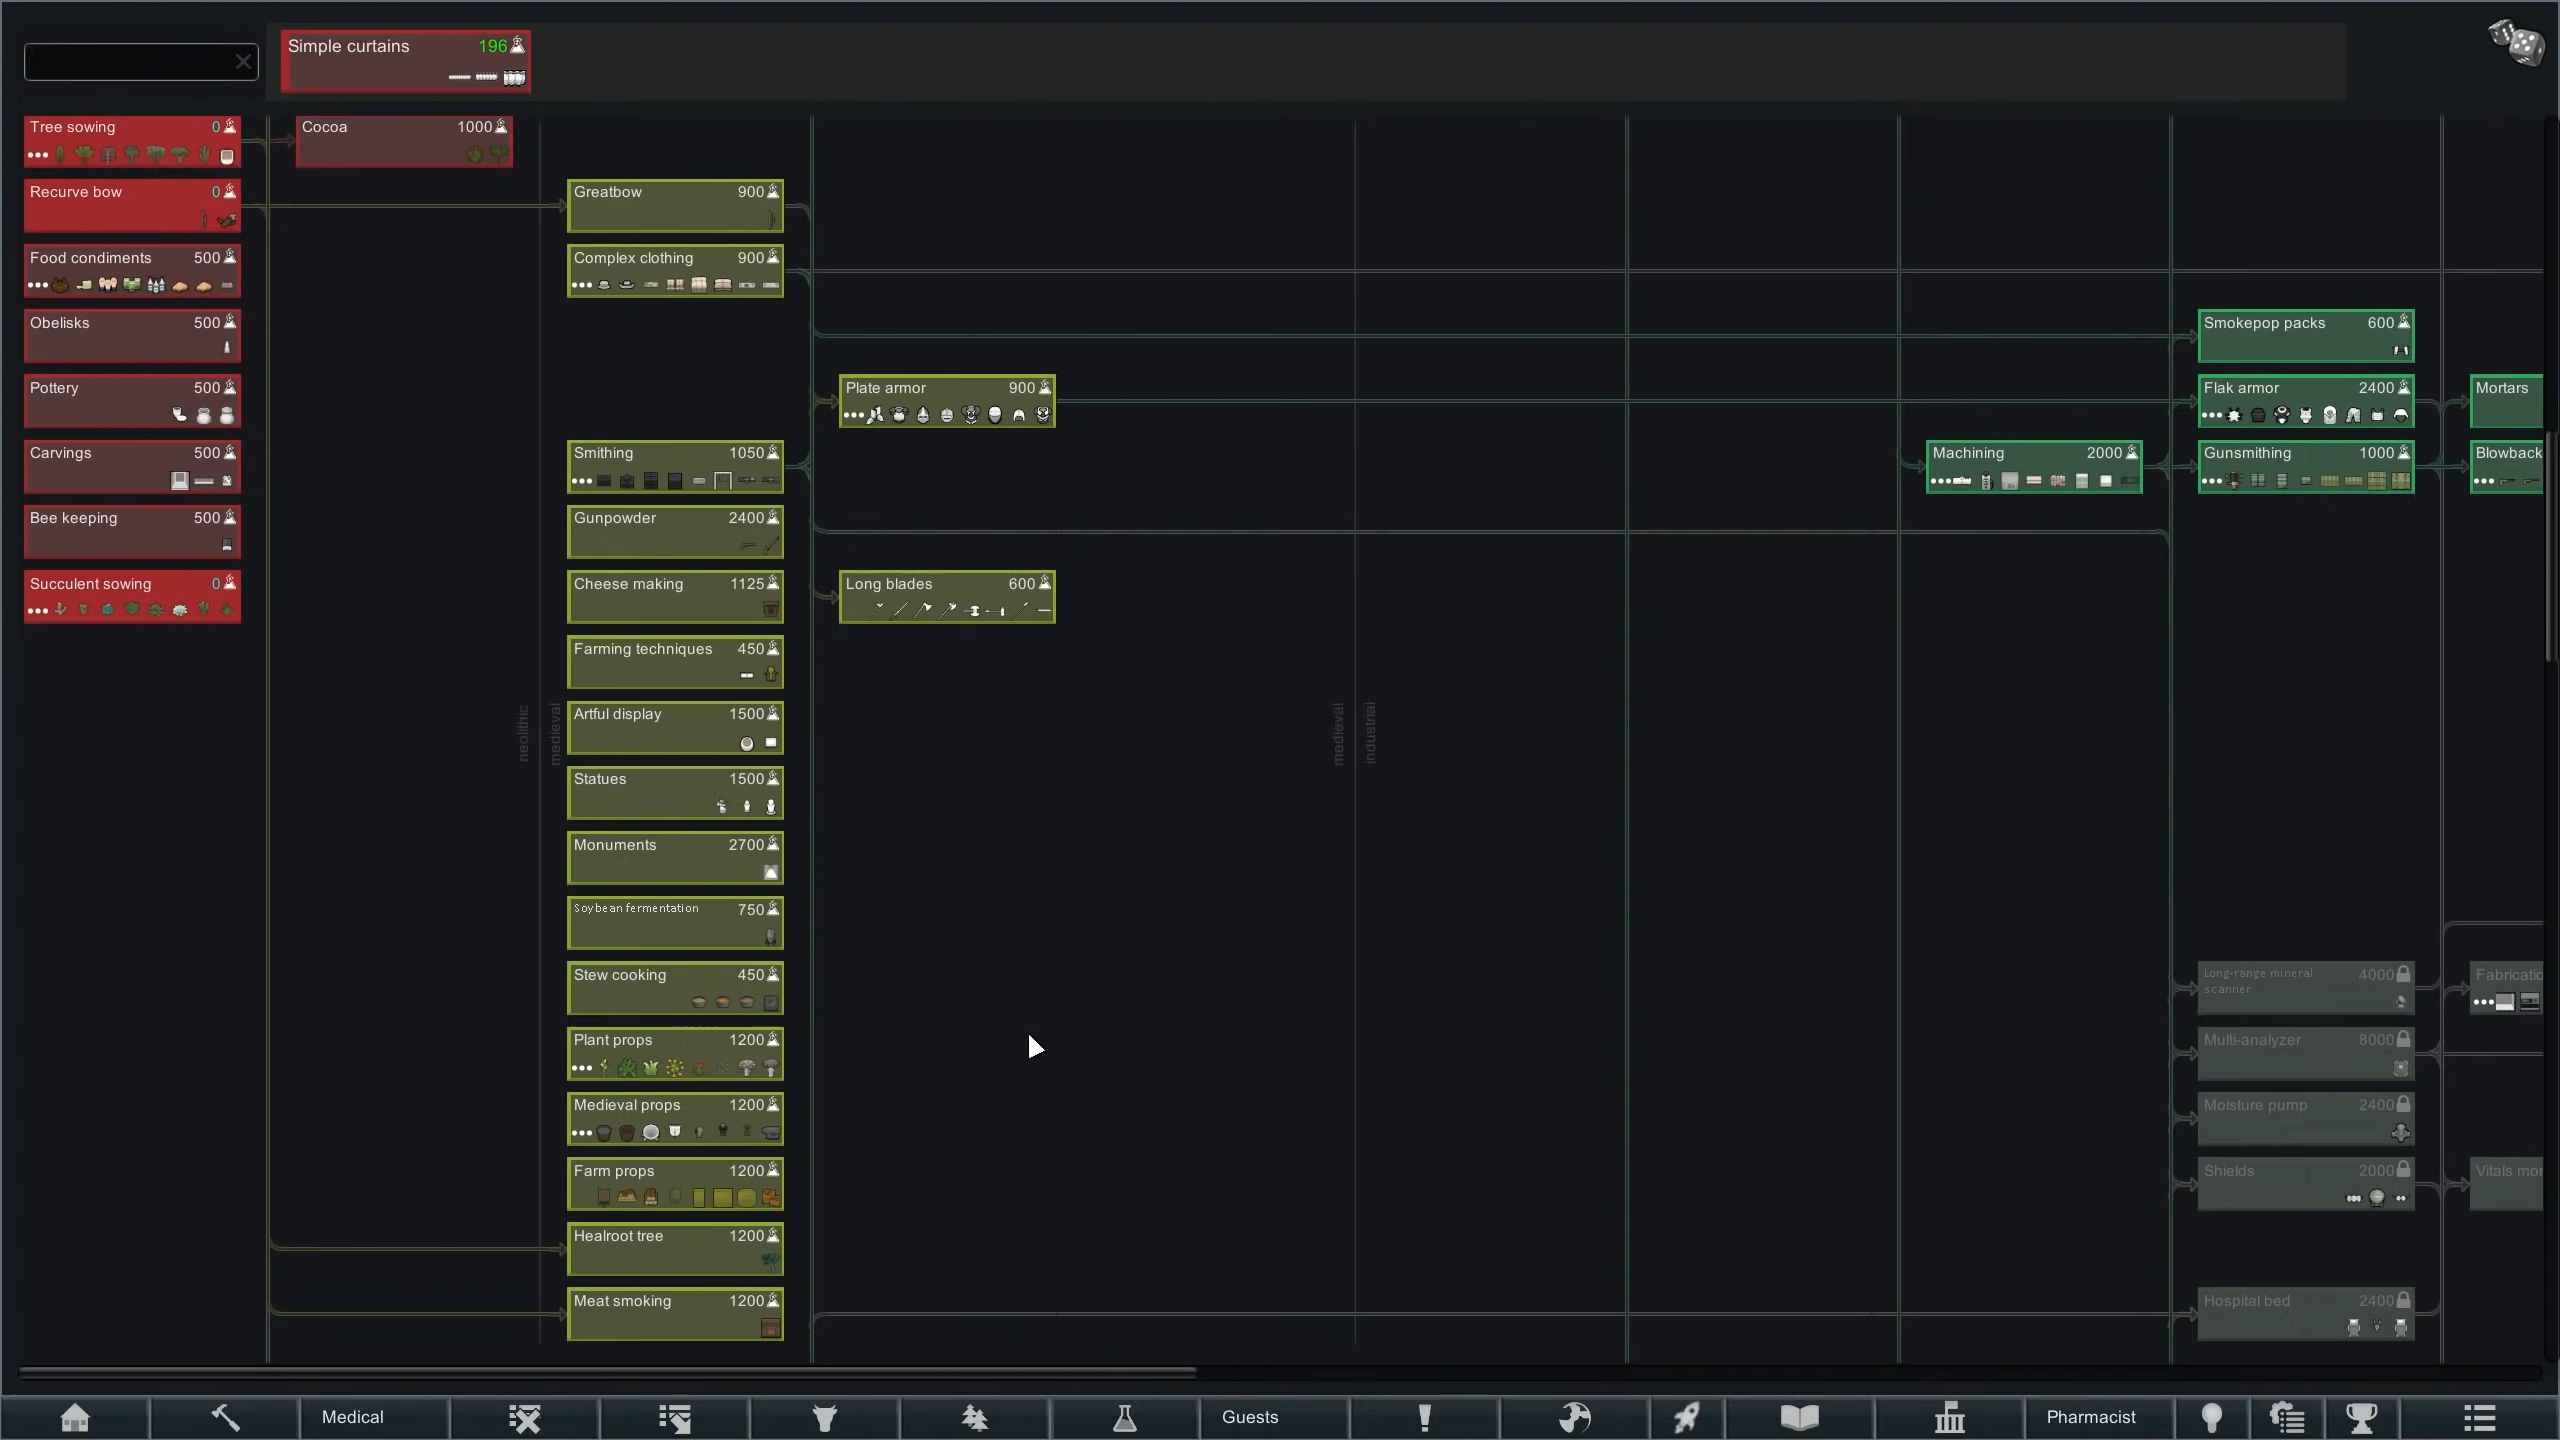 Simple curtains 196
Tree sowing 0
Cocoa 1000
Recurve bow 0
Greatbow 900
Food condiments 500
Complex clothing 900
Obelisks 500
Smokepop packs 600
Pottery 500
Plate armor 900
Flak armor 2400
Mortars
Carvings 500
Smithing 1050
Machining 2000
Gunsmithing 1000
Blowback
Bee keeping 500
Gunpowder 2400
Succulent sowing 0
Cheese making 1125
Long blades 600
Farming techniques 450
neolithic
medieval
medieval
industrial
Artful display 1500
Statues 1500
Monuments 2700
Soybean fermentation 750
Stew cooking 450
Long-range mineral scanner 4000
Fabricatio
Plant props 1200
Multi-analyzer 8000
Medieval props 1200
Moisture pump 2400
Farm props 1200
Shields 2000
Vitals mor
Healroot tree 1200
Meat smoking 1200
Hospital bed 2400
Medical
Guests
Pharmacist